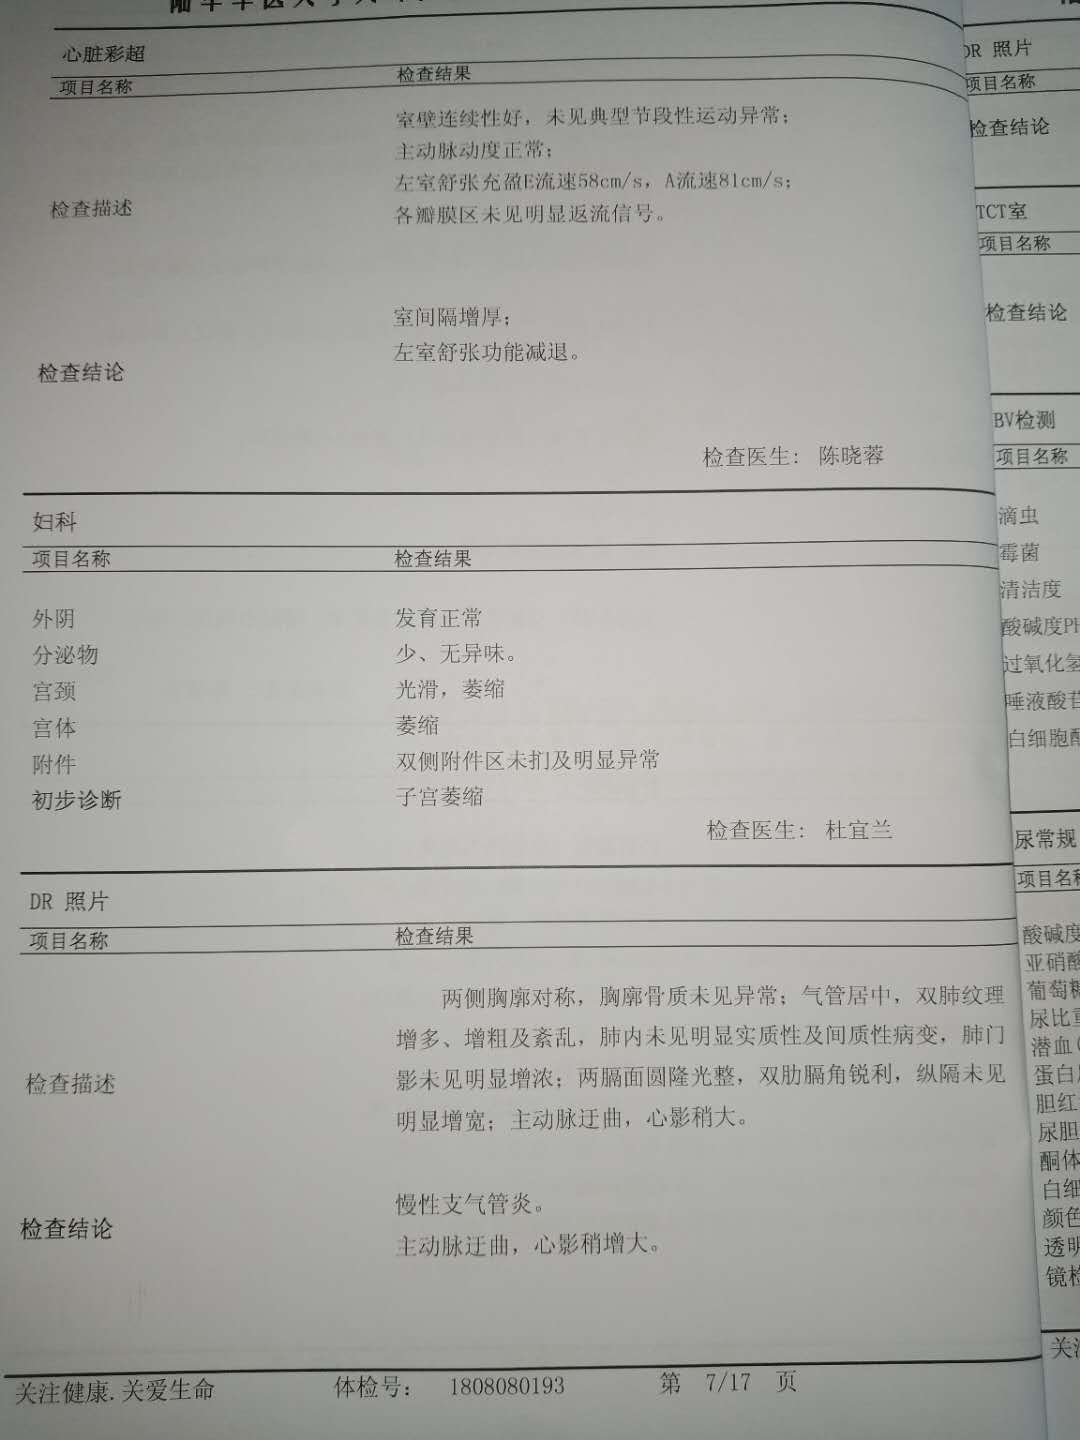 心脏彩超
项目名称 检查结果
室壁连续性好，未见典型节段性运动异常；
主动脉动度正常；
检查描述 左室舒张充盈E流速58cm/s，A流速81cm/s；
各瓣膜区未见明显返流信号。
室间隔增厚；
检查结论 左室舒张功能减退。
检查医生： 陈晓蓉
妇科
项目名称 检查结果
外阴 发育正常
分泌物 少、无异味。
宫颈 光滑，萎缩
宫体 萎缩
附件 双侧附件区未扪及明显异常
初步诊断 子宫萎缩
检查医生： 杜宜兰
DR 照片
项目名称 检查结果
两侧胸廓对称，胸廓骨质未见异常；气管居中，双肺纹理
增多、增粗及紊乱，肺内未见明显实质性及间质性病变，肺门
检查描述 影未见明显增浓；两膈面圆隆光整，双肋膈角锐利，纵隔未见
明显增宽；主动脉迂曲，心影稍大。
慢性支气管炎。
检查结论 主动脉迂曲，心影稍增大。
关注健康.关爱生命 体检号： 1808080193 第 7/17 页
DR 照片
项目名称
检查结论
TCT室
项目名称
检查结论
BV检测
项目名称
滴虫
霉菌
清洁度
酸碱度PH
过氧化氢
唾液酸苷
白细胞酯
尿常规
项目名称
酸碱度
亚硝酸
葡萄糖
尿比重
潜血(
蛋白质
胆红
尿胆
酮体
白细
颜色
透明
镜检
关注